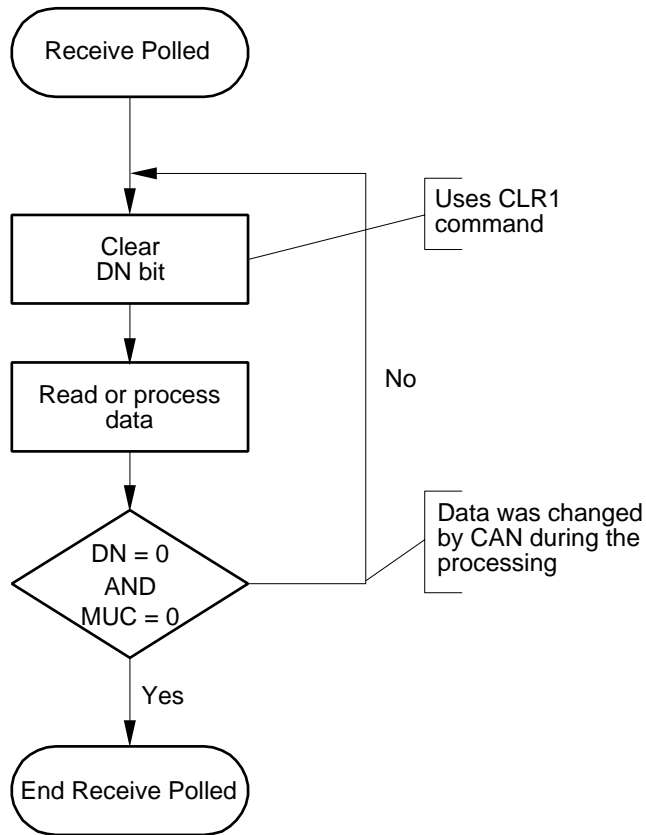 Receive Polled
Uses CLR1
command
Clear
DN bit
Read or process
data
No
Data was changed
by CAN during the
processing
DN = 0
AND
MUC = 0
Yes
End Receive Polled